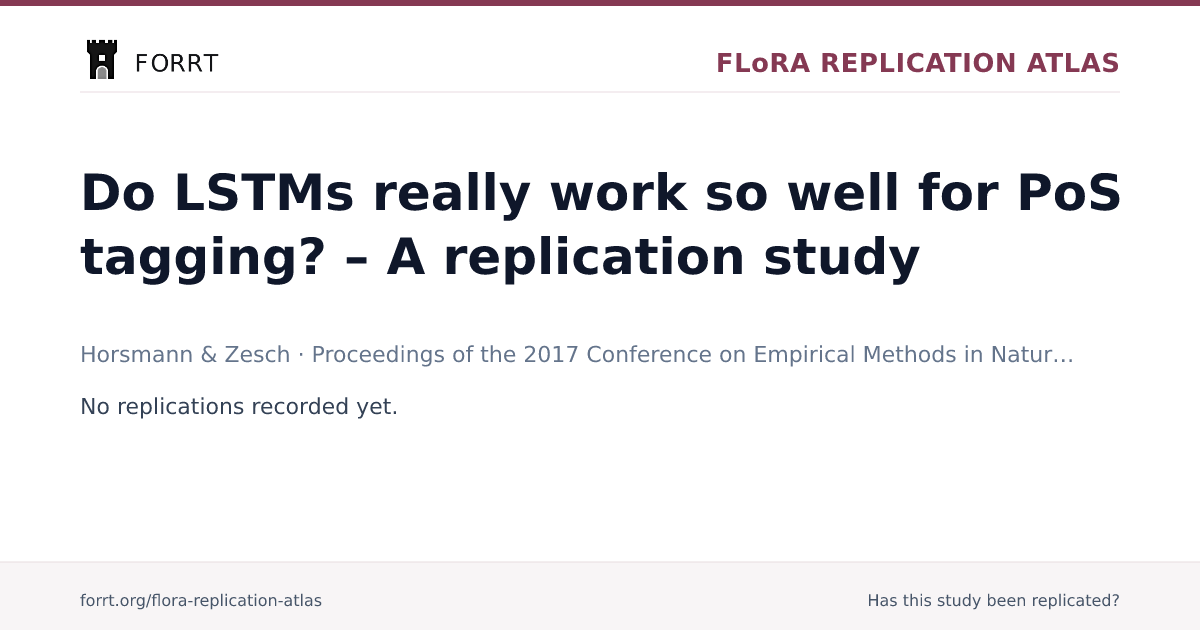 FORRT
FLoRA REPLICATION ATLAS
Do LSTMs really work so well for PoS
tagging? – A replication study
Horsmann & Zesch · Proceedings of the 2017 Conference on Empirical Methods in Natur…
No replications recorded yet.
forrt.org/flora-replication-atlas
Has this study been replicated?